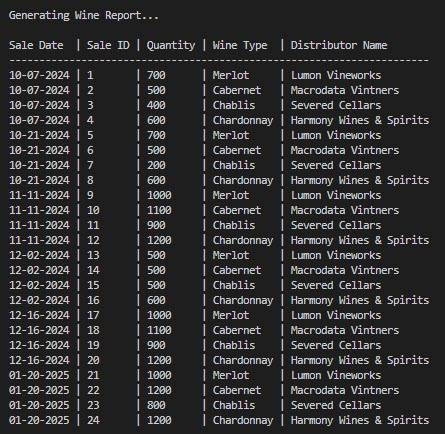 Generating Wine Report...
Sale Date | Sale ID | Quantity | Wine Type | Distributor Name
--------------------------------------------------------------------
10-07-2024 | 1 | 700 | Merlot | Lumon Vineworks
10-07-2024 | 2 | 500 | Cabernet | Macrodata Vintners
10-07-2024 | 3 | 400 | Chablis | Severed Cellars
10-07-2024 | 4 | 600 | Chardonnay | Harmony Wines & Spirits
10-21-2024 | 5 | 700 | Merlot | Lumon Vineworks
10-21-2024 | 6 | 500 | Cabernet | Macrodata Vintners
10-21-2024 | 7 | 200 | Chablis | Severed Cellars
10-21-2024 | 8 | 600 | Chardonnay | Harmony Wines & Spirits
11-11-2024 | 9 | 1000 | Merlot | Lumon Vineworks
11-11-2024 | 10 | 1100 | Cabernet | Macrodata Vintners
11-11-2024 | 11 | 900 | Chablis | Severed Cellars
11-11-2024 | 12 | 1200 | Chardonnay | Harmony Wines & Spirits
12-02-2024 | 13 | 500 | Merlot | Lumon Vineworks
12-02-2024 | 14 | 500 | Cabernet | Macrodata Vintners
12-02-2024 | 15 | 500 | Chablis | Severed Cellars
12-02-2024 | 16 | 600 | Chardonnay | Harmony Wines & Spirits
12-16-2024 | 17 | 1000 | Merlot | Lumon Vineworks
12-16-2024 | 18 | 1100 | Cabernet | Macrodata Vintners
12-16-2024 | 19 | 900 | Chablis | Severed Cellars
12-16-2024 | 20 | 1200 | Chardonnay | Harmony Wines & Spirits
01-20-2025 | 21 | 1000 | Merlot | Lumon Vineworks
01-20-2025 | 22 | 1200 | Cabernet | Macrodata Vintners
01-20-2025 | 23 | 800 | Chablis | Severed Cellars
01-20-2025 | 24 | 1200 | Chardonnay | Harmony Wines & Spirits